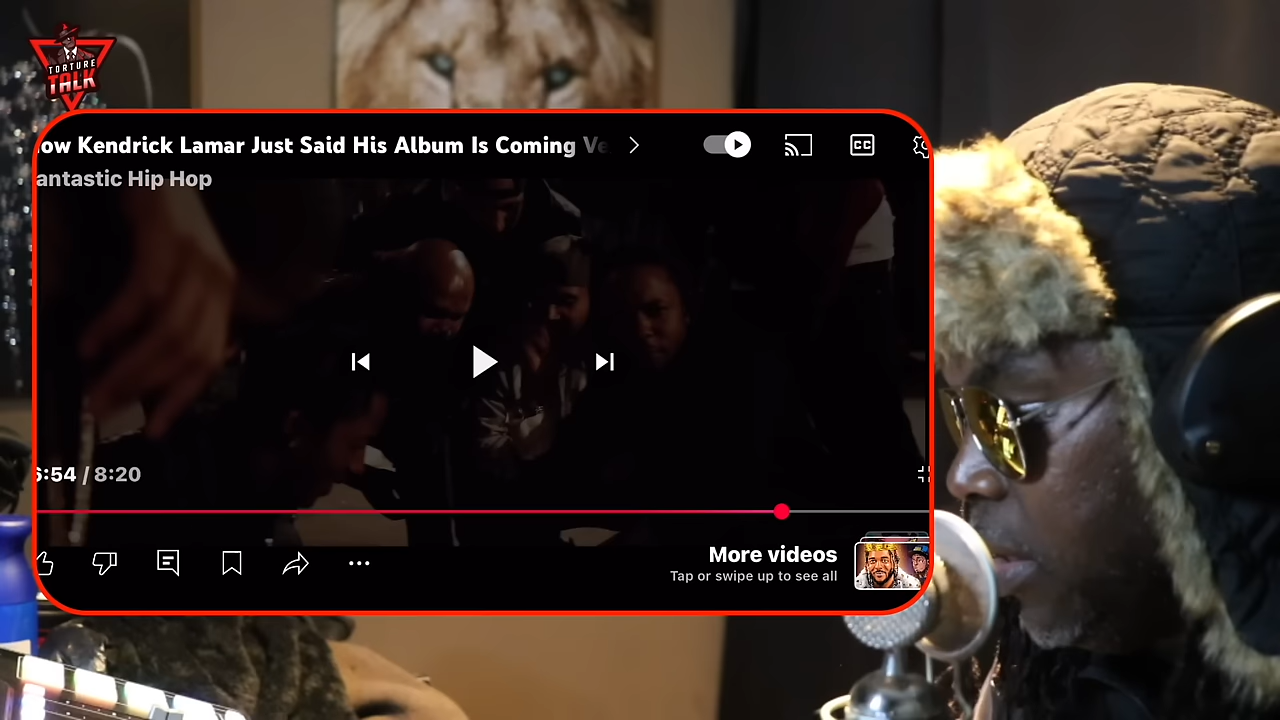 TORTURE
TALK
ow Kendrick Lamar Just Said His Album Is Coming Ve
antastic Hip Hop
CC
6:54 / 8:20
More videos
Tap or swipe up to see all